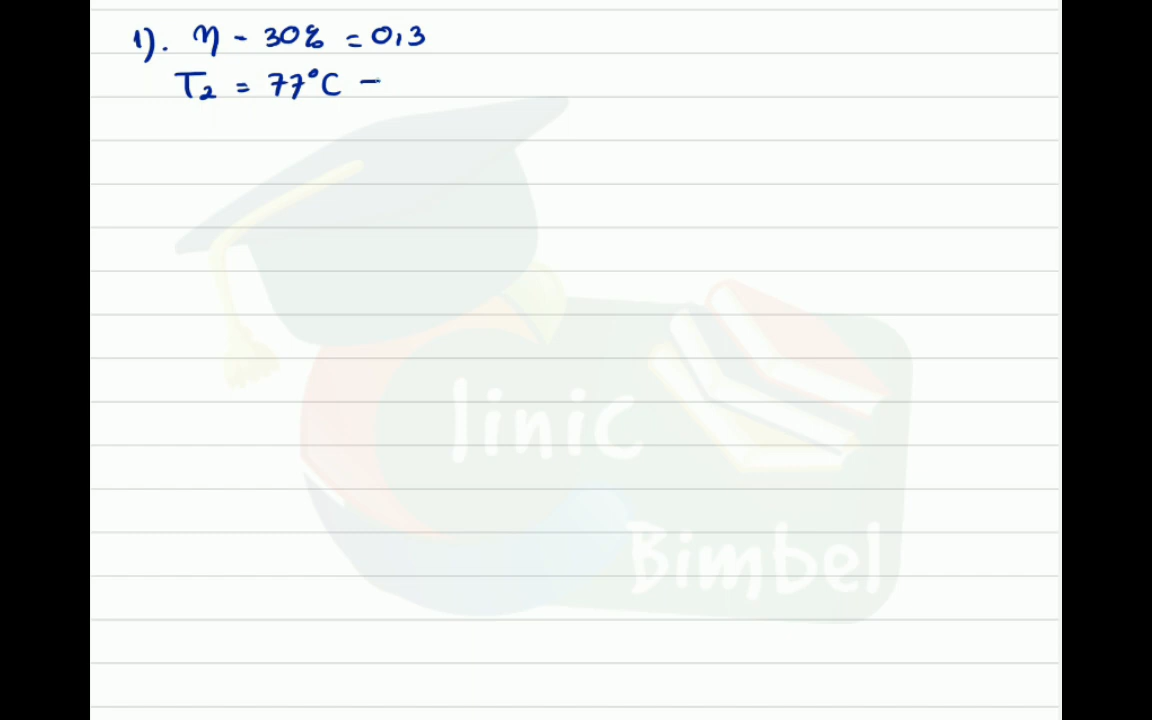 1). η - 30% = 0,3
T₂ = 77°C -
linic
Bimbel